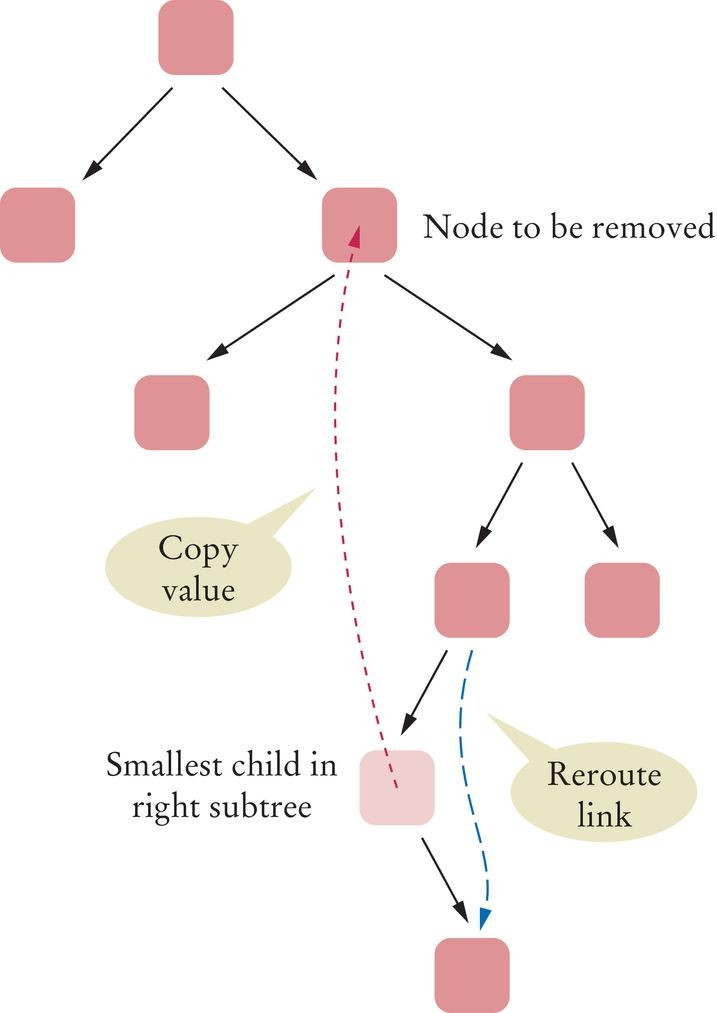 Node to be removed
Copy
value
Smallest child in
right subtree
Reroute
link